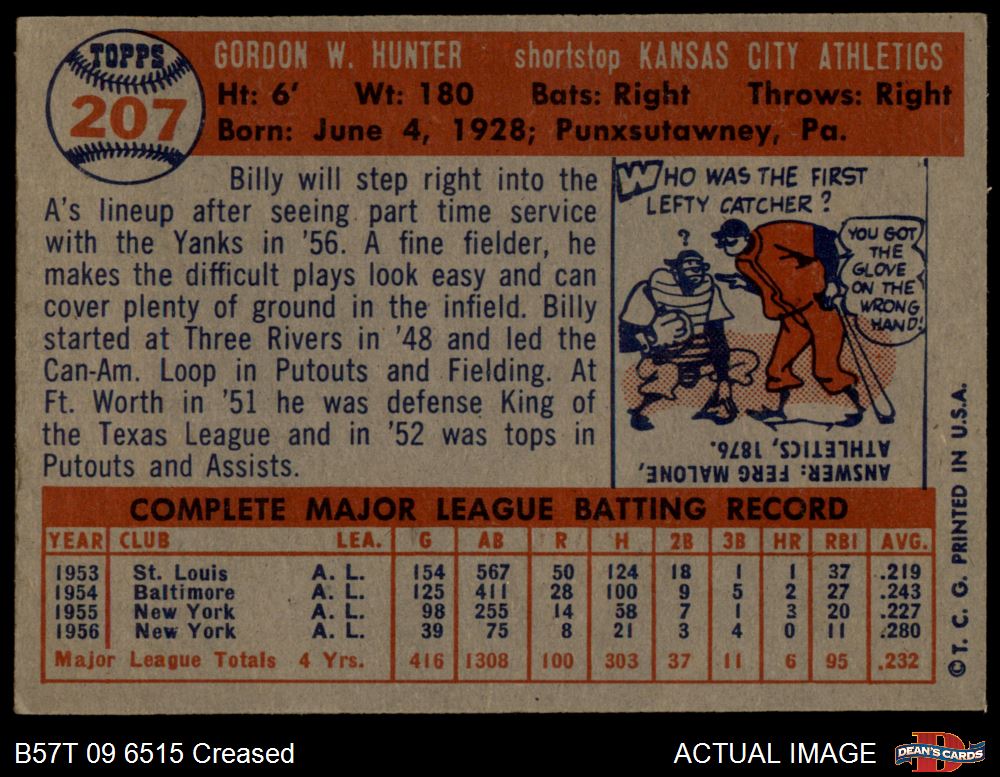 TOPPS
207
GORDON W. HUNTER shortstop KANSAS CITY ATHLETICS
Ht: 6' Wt: 180 Bats: Right Throws: Right
Born: June 4, 1928; Punxsutawney, Pa.
Billy will step right into the
A's lineup after seeing part time service
with the Yanks in '56. A fine fielder, he
makes the difficult plays look easy and can
cover plenty of ground in the infield. Billy
started at Three Rivers in '48 and led the
Can-Am. Loop in Putouts and Fielding. At
Ft. Worth in '51 he was defense King of
the Texas League and in '52 was tops in
Putouts and Assists.
WHO WAS THE FIRST
LEFTY CATCHER?
?
YOU GOT
THE
GLOVE
ON THE
WRONG
HAND!
ANSWER: FERG MALONE,
ATHLETICS, 1876.
COMPLETE MAJOR LEAGUE BATTING RECORD
YEAR CLUB LEA. G AB R H 2B 3B HR RBI AVG.
1953 St. Louis A. L. 154 567 50 124 18 1 1 37 .219
1954 Baltimore A. L. 125 411 28 100 9 5 2 27 .243
1955 New York A. L. 98 255 14 58 7 1 3 20 .227
1956 New York A. L. 39 75 8 21 3 4 0 11 .280
Major League Totals 4 Yrs. 416 1308 100 303 37 11 6 95 .232
© T. C. G. PRINTED IN U.S.A.
B57T 09 6515 Creased
ACTUAL IMAGE
DEAN'S CARDS